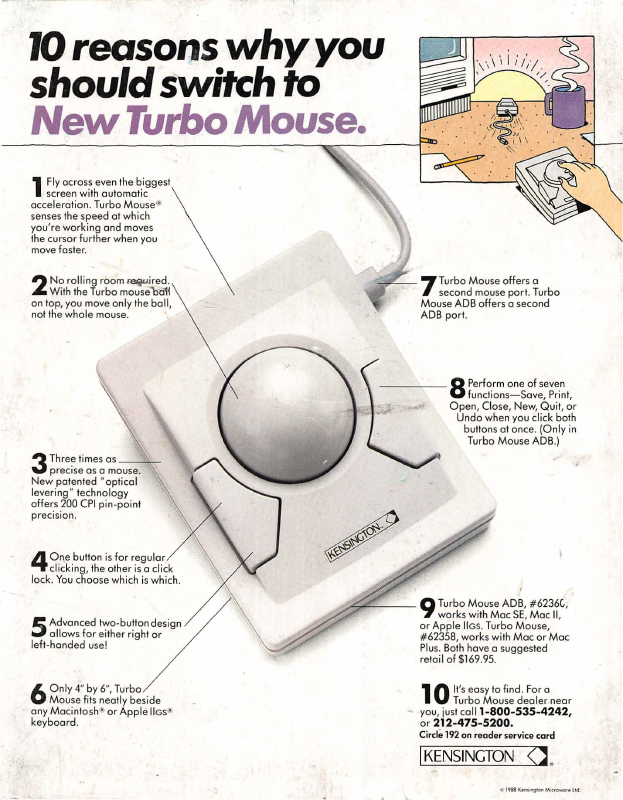 10 reasons why you
should switch to
New Turbo Mouse.
1 Fly across even the biggest
screen with automatic
acceleration. Turbo Mouse®
senses the speed at which
you're working and moves
the cursor further when you
move faster.
2 No rolling room required.
With the Turbo mouse ball
on top, you move only the ball,
not the whole mouse.
3 Three times as
precise as a mouse.
New patented "optical
levering" technology
offers 200 CPI pin-point
precision.
4 One button is for regular
clicking, the other is a click
lock. You choose which is which.
5 Advanced two-button design
allows for either right or
left-handed use!
6 Only 4" by 6", Turbo
Mouse fits neatly beside
any Macintosh® or Apple IIGS®
keyboard.
7 Turbo Mouse offers a
second mouse port. Turbo
Mouse ADB offers a second
ADB port.
8 Perform one of seven
functions—Save, Print,
Open, Close, New, Quit, or
Undo when you click both
buttons at once. (Only in
Turbo Mouse ADB.)
KENSINGTON™
9 Turbo Mouse ADB, #62360,
works with Mac SE, Mac II,
or Apple IIGS. Turbo Mouse,
#62358, works with Mac or Mac
Plus. Both have a suggested
retail of $169.95.
10 It's easy to find. For a
Turbo Mouse dealer near
you, just call 1-800-535-4242,
or 212-475-5200.
Circle 192 on reader service card
KENSINGTON ®
© 1988 Kensington Microware Ltd.